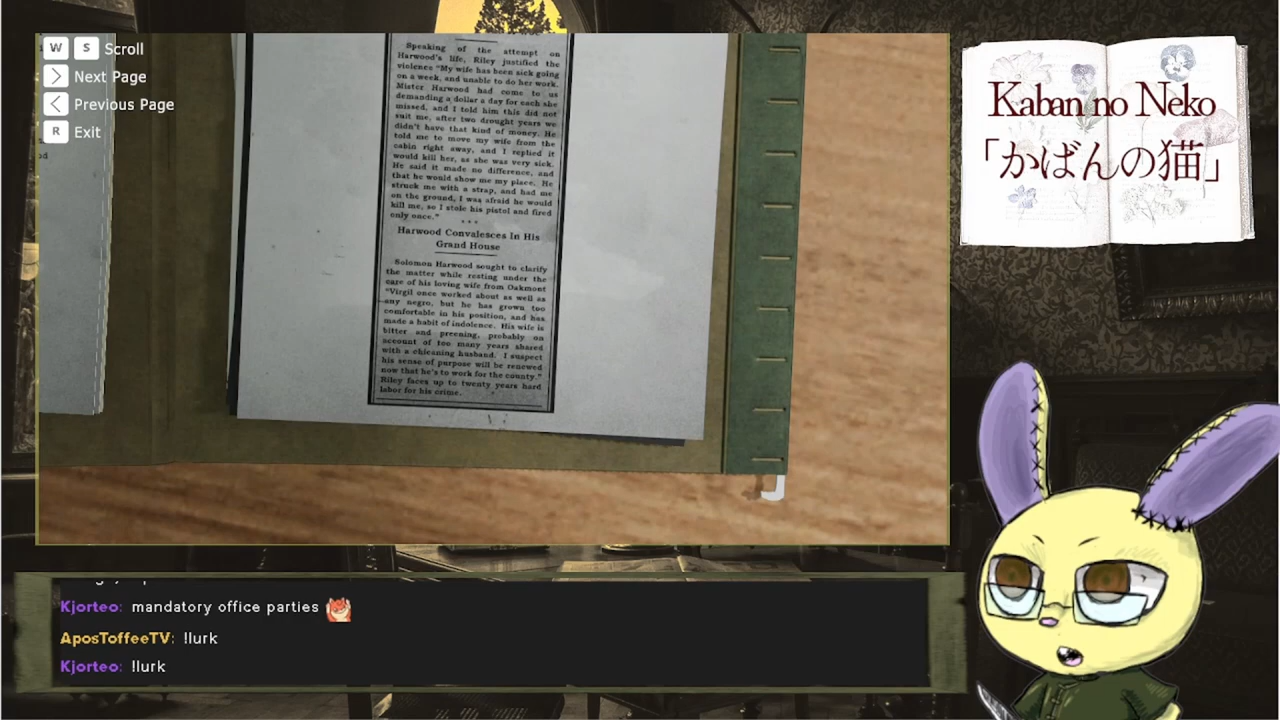 W S Scroll
> Next Page
< Previous Page
R Exit
Speaking of the attempt on
Harwood's life, Riley justified the
violence "My wife has been sick going
on a week, and unable to do her work.
Mister Harwood had come to us
demanding a dollar a day for each she
missed, and I told him this did not
suit me, after two drought years we
didn't have that kind of money. He
told me to move my wife from the
cabin right away, and I replied it
would kill her, as she was very sick.
He said it made no difference, and
that he would show me my place. He
struck me with a strap, and had me
on the ground, I was afraid he would
kill me, so I stole his pistol and fired
only once."
* * *
Harwood Convalesces In His
Grand House
Solomon Harwood sought to clarify
the matter while resting under the
care of his loving wife from Oakmont
"Virgil once worked about as well as
any negro, but he has grown too
comfortable in his position, and has
made a habit of indolence. His wife is
bitter and preening, probably on
account of too many years shared
with a chicaning husband. I suspect
his sense of purpose will be renewed
now that he's to work for the county."
Riley faces up to twenty years hard
labor for his crime.
Kaban no Neko
「かばんの猫」
Kjorteo: mandatory office parties
AposToffeeTV: !lurk
Kjorteo: !lurk